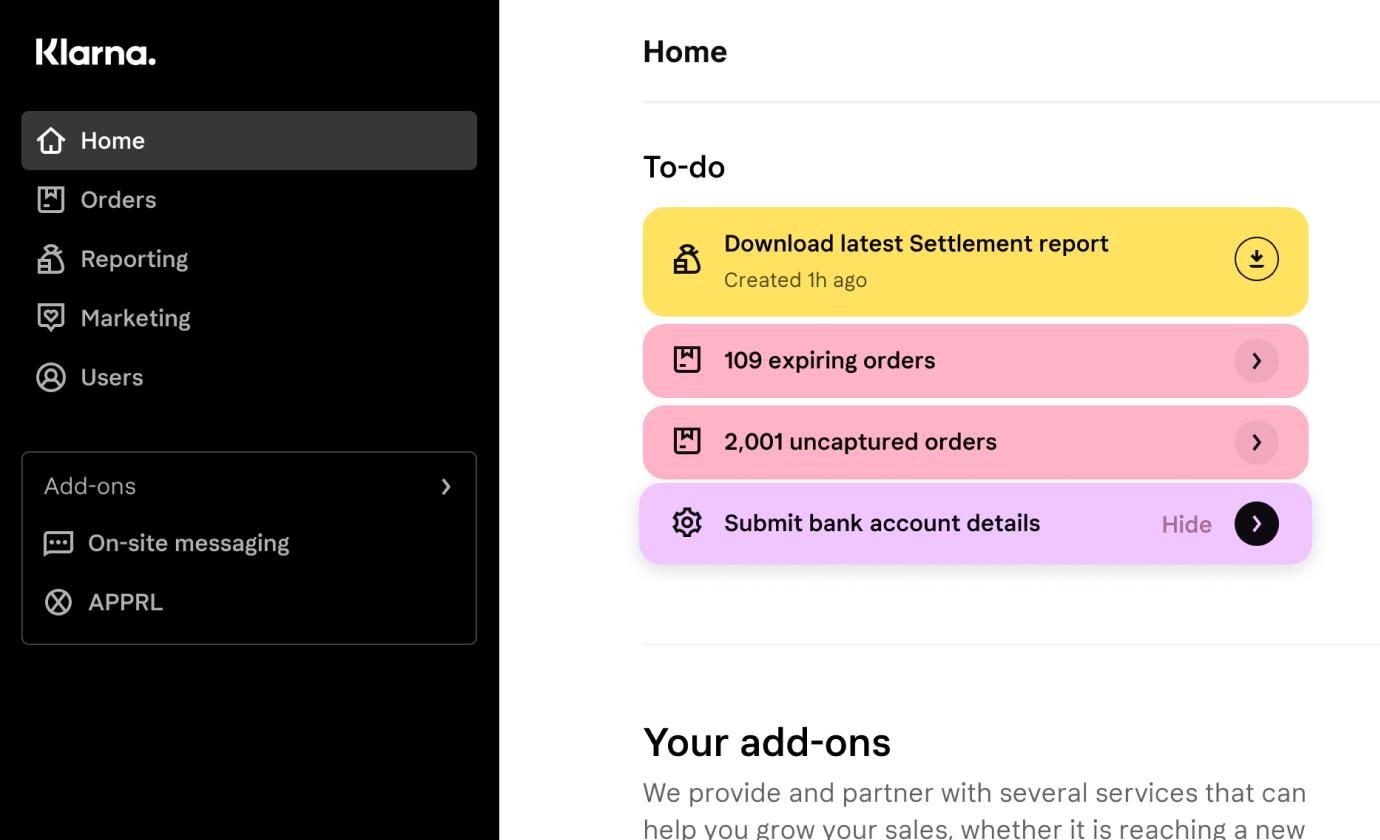 Klarna.
Home
Orders
Reporting
Marketing
Users
Add-ons
On-site messaging
APPRL
Home
To-do
Download latest Settlement report
Created 1h ago
109 expiring orders
2,001 uncaptured orders
Submit bank account details Hide
Your add-ons
We provide and partner with several services that can
help you grow your sales, whether it is reaching a new